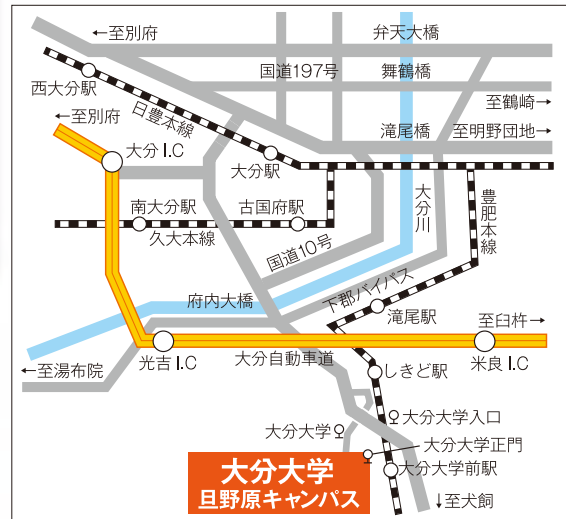 ←至別府
弁天大橋
国道197号
舞鶴橋
西大分駅
日豊本線
至鶴崎→
←至別府
滝尾橋
至明野団地→
大分 I.C
大分駅
大分川
豊肥本線
南大分駅
古国府駅
久大本線
国道10号
府内大橋
下郡バイパス
滝尾駅
至臼杵→
光吉 I.C
大分自動車道
米良 I.C
←至湯布院
しきど駅
大分大学入口
大分大学
大分大学正門
大分大学
旦野原キャンパス
大分大学前駅
↓至犬飼